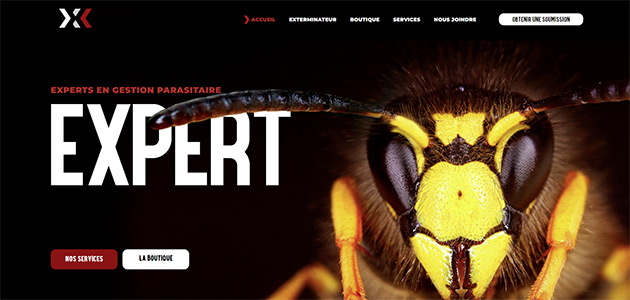 ACCUEIL EXTERMINATEUR BOUTIQUE SERVICES NOUS JOINDRE OBTENIR UNE SOUMISSION
EXPERTS EN GESTION PARASITAIRE
EXPERT
NOS SERVICES LA BOUTIQUE